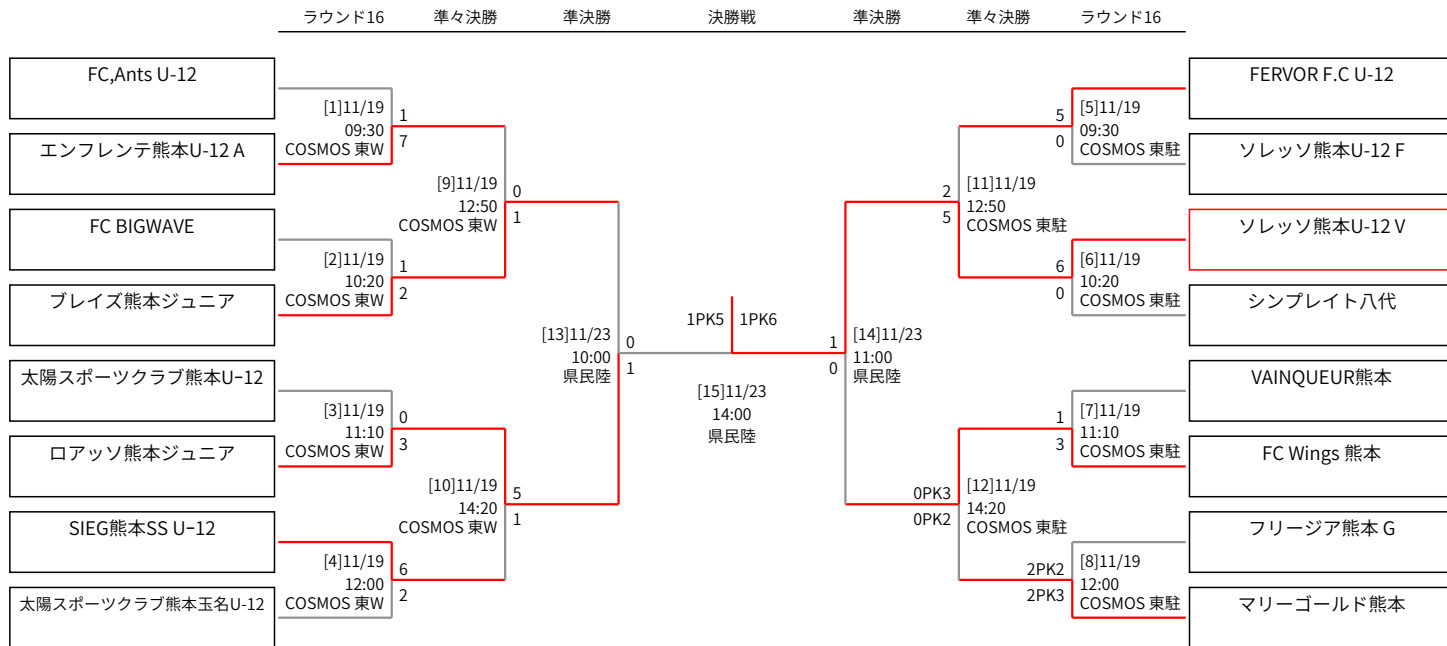 ラウンド16 準々決勝 準決勝 決勝戦 準決勝 準々決勝 ラウンド16
FC,Ants U-12
[1]11/19
09:30
COSMOS 東W
1
7
エンフレンテ熊本U-12 A
[9]11/19
12:50
COSMOS 東W
0
1
FC BIGWAVE
[2]11/19
10:20
COSMOS 東W
1
2
ブレイズ熊本ジュニア
[13]11/23
10:00
県民陸
0
1
太陽スポーツクラブ熊本U−12
[3]11/19
11:10
COSMOS 東W
0
3
ロアッソ熊本ジュニア
[10]11/19
14:20
COSMOS 東W
5
1
SIEG熊本SS U−12
[4]11/19
12:00
COSMOS 東W
6
2
太陽スポーツクラブ熊本玉名U-12
1PK5 1PK6
[15]11/23
14:00
県民陸
FERVOR F.C U-12
5
0
[5]11/19
09:30
COSMOS 東駐
ソレッソ熊本U-12 F
2
5
[11]11/19
12:50
COSMOS 東駐
ソレッソ熊本U-12 V
6
0
[6]11/19
10:20
COSMOS 東駐
シンプレイト八代
1
0
[14]11/23
11:00
県民陸
VAINQUEUR熊本
1
3
[7]11/19
11:10
COSMOS 東駐
FC Wings 熊本
0PK3
0PK2
[12]11/19
14:20
COSMOS 東駐
フリージア熊本 G
2PK2
2PK3
[8]11/19
12:00
COSMOS 東駐
マリーゴールド熊本